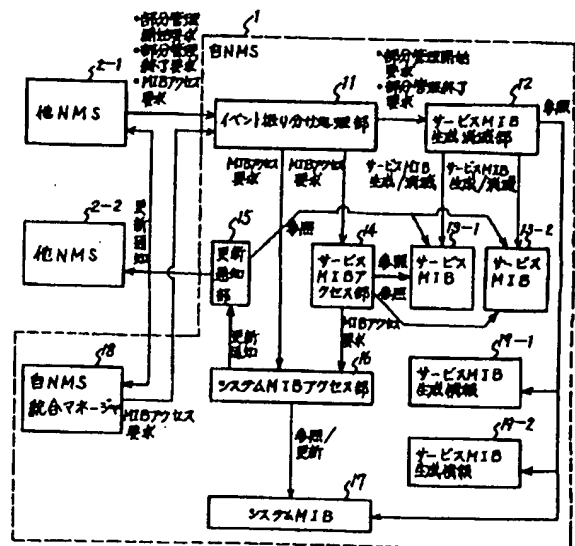 1
自NMS
・部分管理
開始要求
・部分管理
終了要求
・MIBアクセス
要求
2-1
他NMS
11
イベント振り分け処理部
・部分管理開始
要求
・部分管理終了
要求
12
サービスMIB
生成消滅部
参照
MIBアクセス
要求
MIBアクセス
要求
サービスMIB
生成/消滅
サービスMIB
生成/消滅
2-2
他NMS
更新通知
15
更新
通知
部
参照
14
サービス
MIBアクセス部
参照
参照
13-1
サービス
MIB
13-2
サービス
MIB
更新
通知
MIBアクセス
要求
16
システムMIBアクセス部
18
自NMS
統合マネージャ
MIBアクセス
要求
19-1
サービスMIB
生成情報
19-2
サービスMIB
生成情報
参照/
更新
17
システムMIB